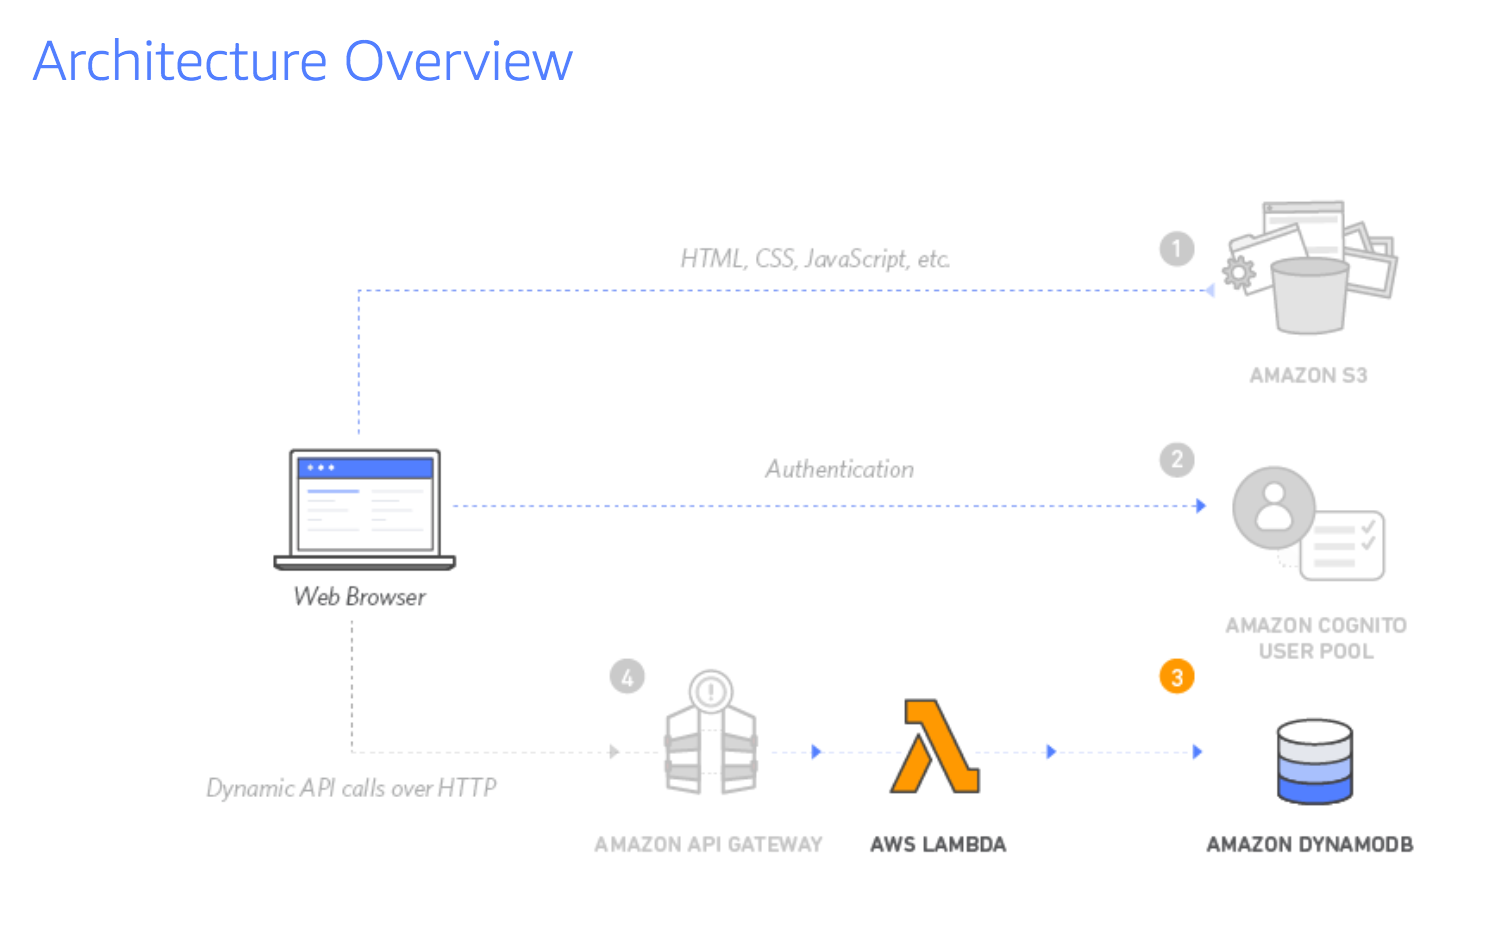 Architecture Overview
HTML, CSS, JavaScript, etc.
1
AMAZON S3
Authentication
2
Web Browser
AMAZON COGNITO
USER POOL
4
3
Dynamic API calls over HTTP
AMAZON API GATEWAY
AWS LAMBDA
AMAZON DYNAMODB